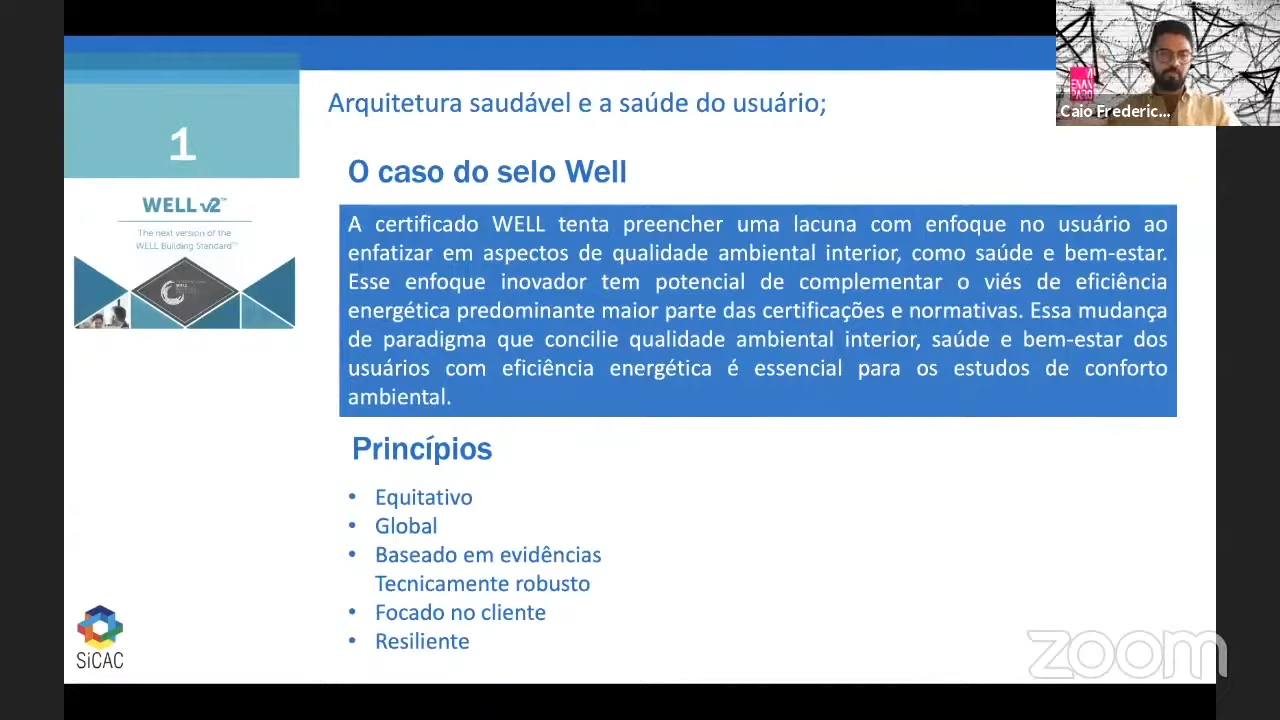 1
Arquitetura saudável e a saúde do usuário;
Caio Frederic...
O caso do selo Well
WELL v2™
The next version of the
WELL Building Standard™
A certificado WELL tenta preencher uma lacuna com enfoque no usuário ao
enfatizar em aspectos de qualidade ambiental interior, como saúde e bem-estar.
Esse enfoque inovador tem potencial de complementar o viés de eficiência
energética predominante maior parte das certificações e normativas. Essa mudança
de paradigma que concilie qualidade ambiental interior, saúde e bem-estar dos
usuários com eficiência energética é essencial para os estudos de conforto
ambiental.
Princípios
• Equitativo
• Global
• Baseado em evidências
Tecnicamente robusto
• Focado no cliente
• Resiliente
SiCAC
zoom